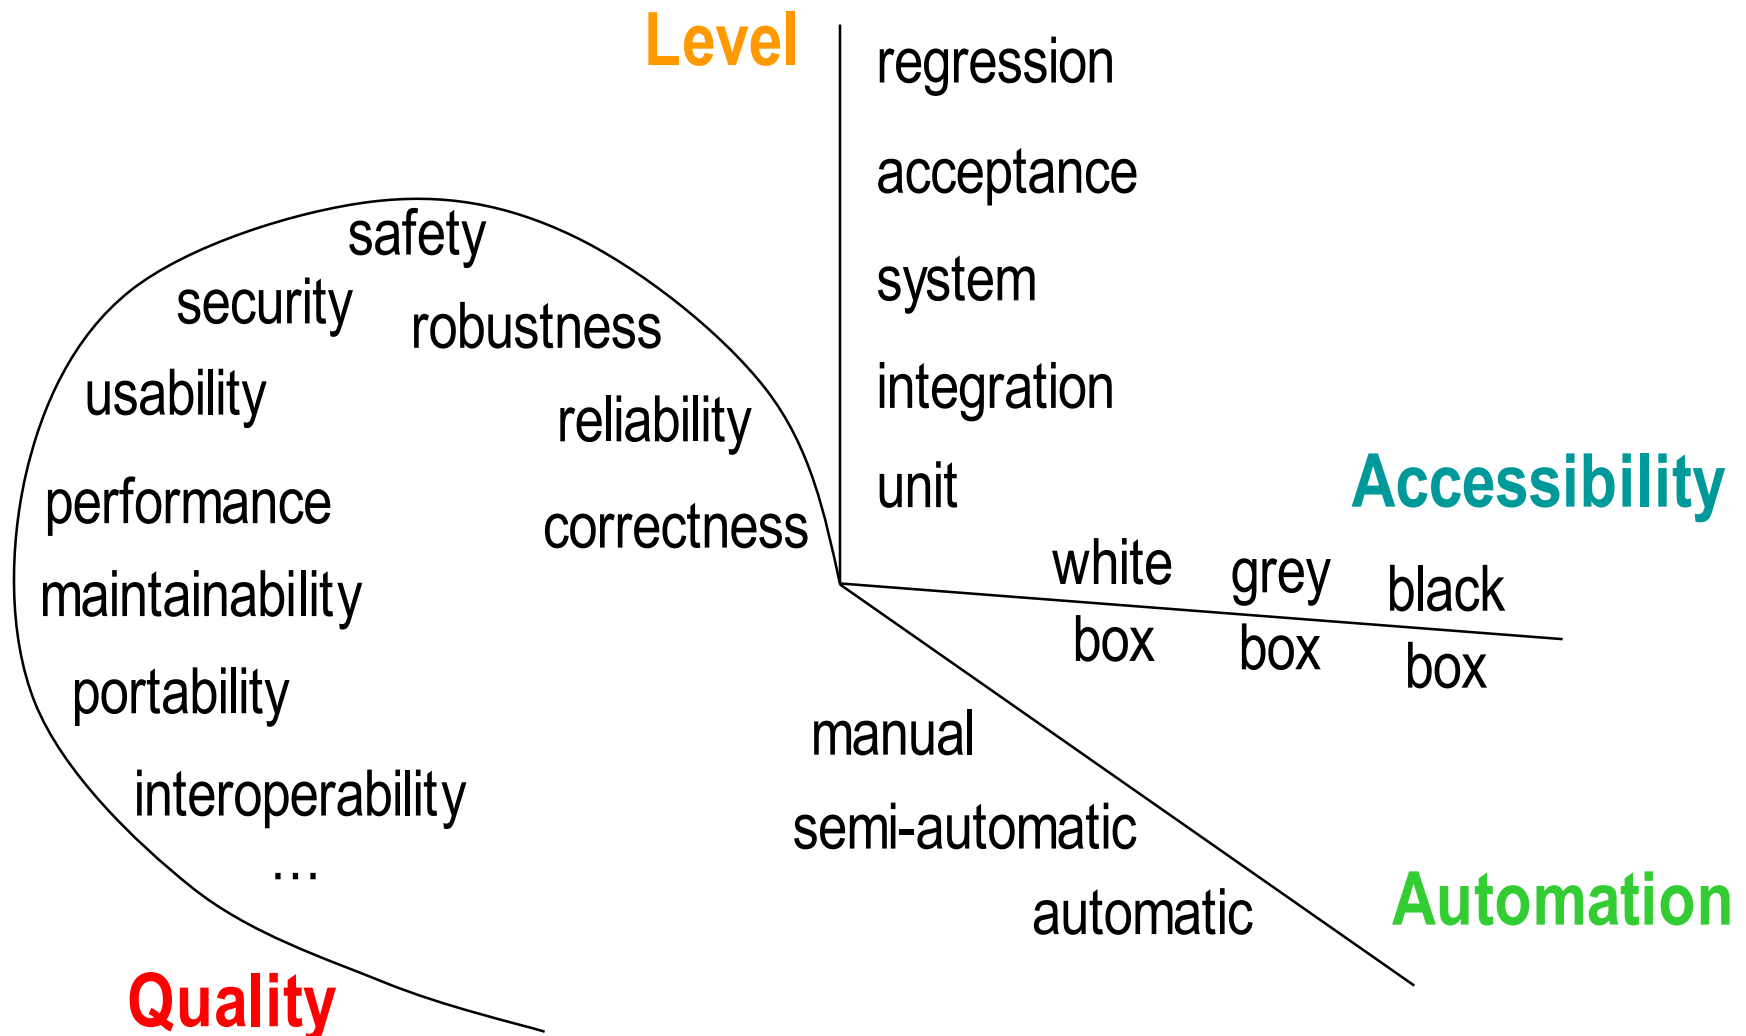 Level
regression
acceptance
system
integration
unit
Accessibility
white grey black
box box box
safety
security
robustness
usability
reliability
performance
correctness
maintainability
portability
interoperability
…
Quality
manual
semi-automatic
automatic
Automation